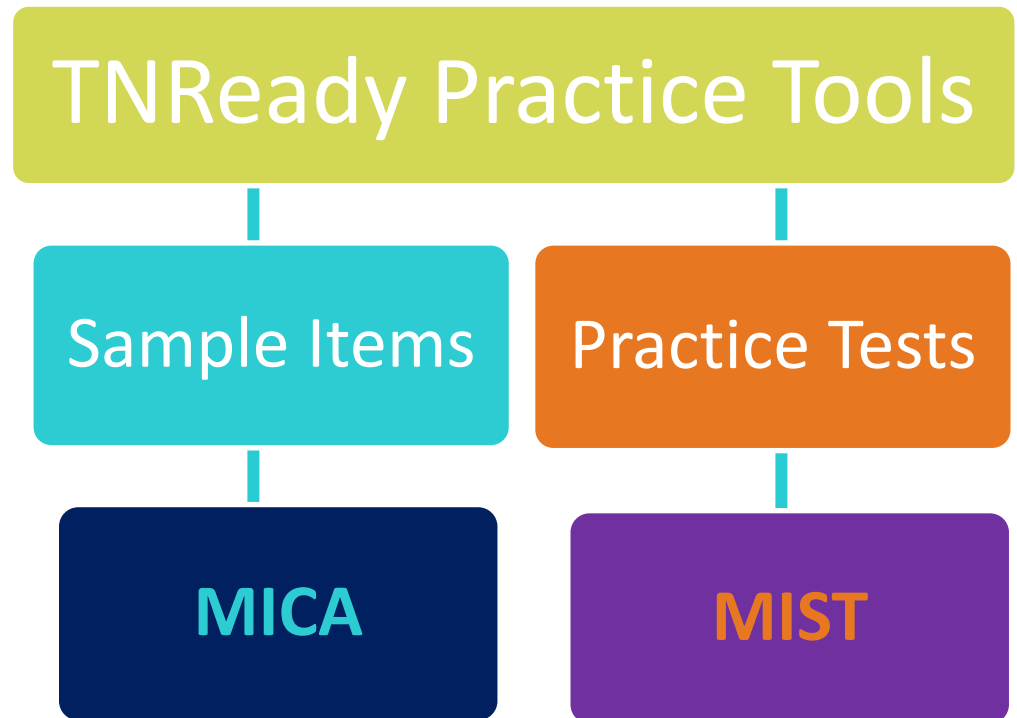 TNReady Practice Tools
Sample Items
Practice Tests
MICA
MIST